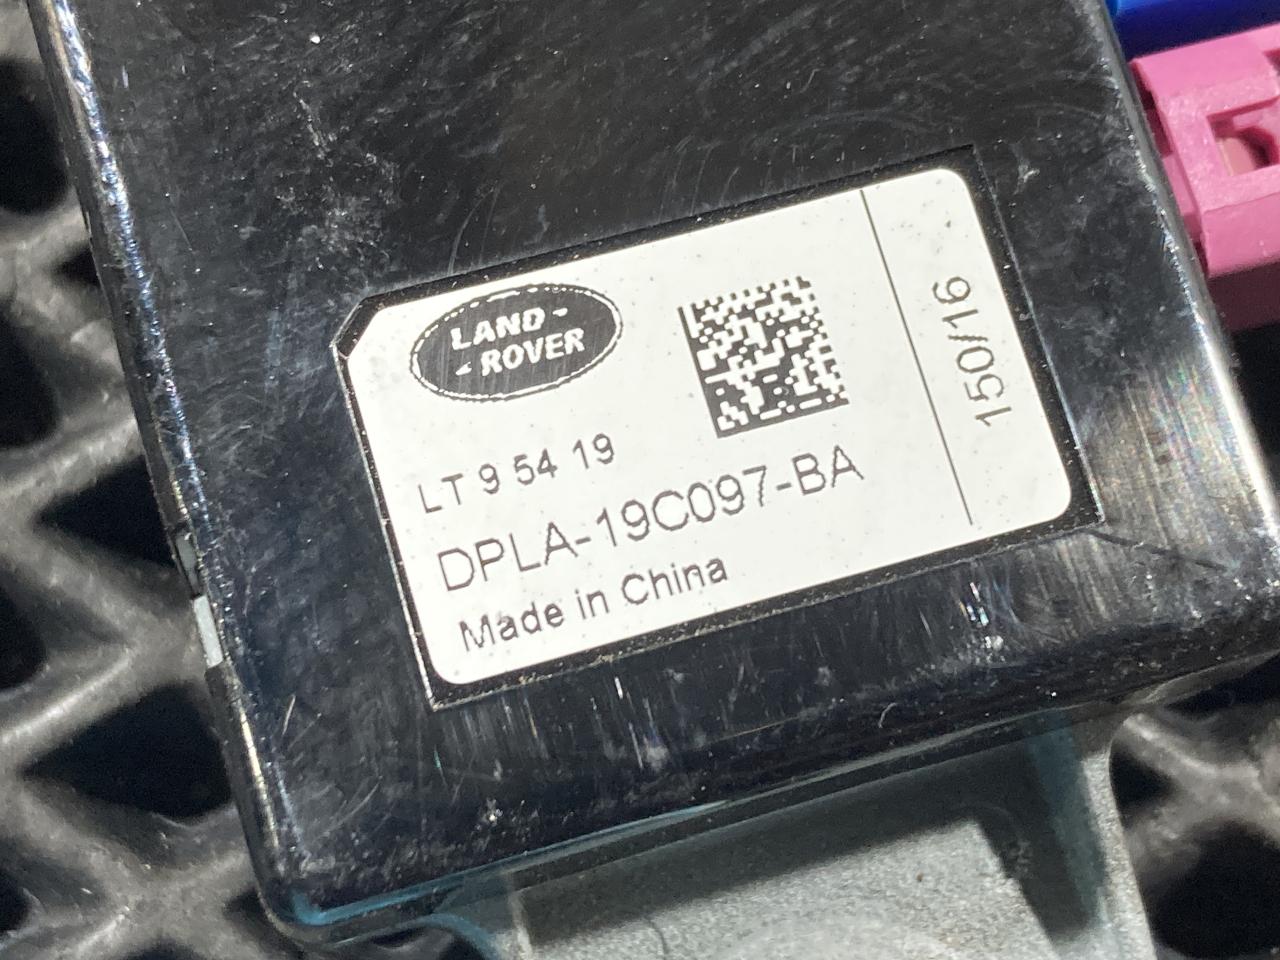 LAND-
-ROVER
LT 9 54 19
DPLA-19C097-BA
Made in China
150/16